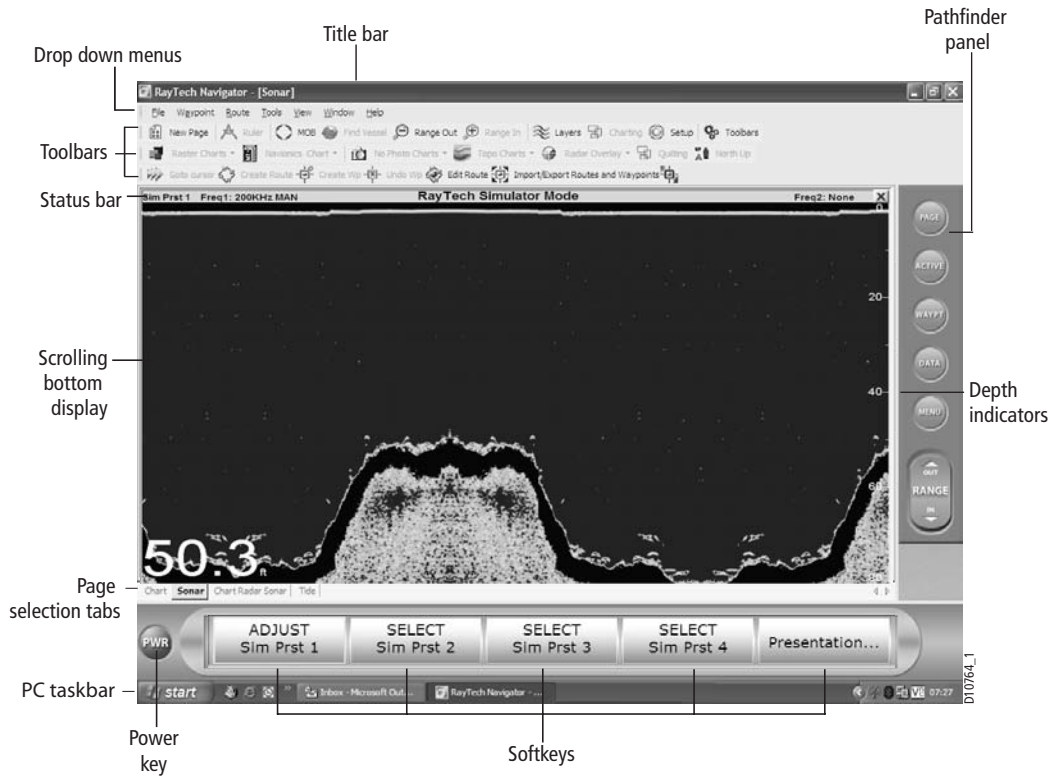 Pathfinder
panel
Title bar
Drop down menus
RayTech Navigator - [Sonar]
File Waypoint Route Tools View Window Help
New Page Ruler MOB Find Vessel Range Out Range In Layers Charting Setup Toolbars
Toolbars
Raster Charts Navionics Chart No Photo Charts Topo Charts Radar Overlay Quilting North Up
Goto cursor Create Route Create Wp Undo Wp Edit Route Import/Export Routes and Waypoints
Status bar
Sim Prst 1 Freq1: 200KHz MAN RayTech Simulator Mode Freq2: None
0
PAGE
ACTIVE
20
WAYPT
Scrolling
bottom
display
DATA
40
Depth
indicators
MENU
OUT
RANGE
IN
60
50.3 ft
Page
selection tabs
Chart Sonar Chart Radar Sonar Tide
PWR
ADJUST
Sim Prst 1
SELECT
Sim Prst 2
SELECT
Sim Prst 3
SELECT
Sim Prst 4
Presentation...
PC taskbar
start Inbox - Microsoft Out... RayTech Navigator - ... 07:27
D10764_1
Power
key
Softkeys